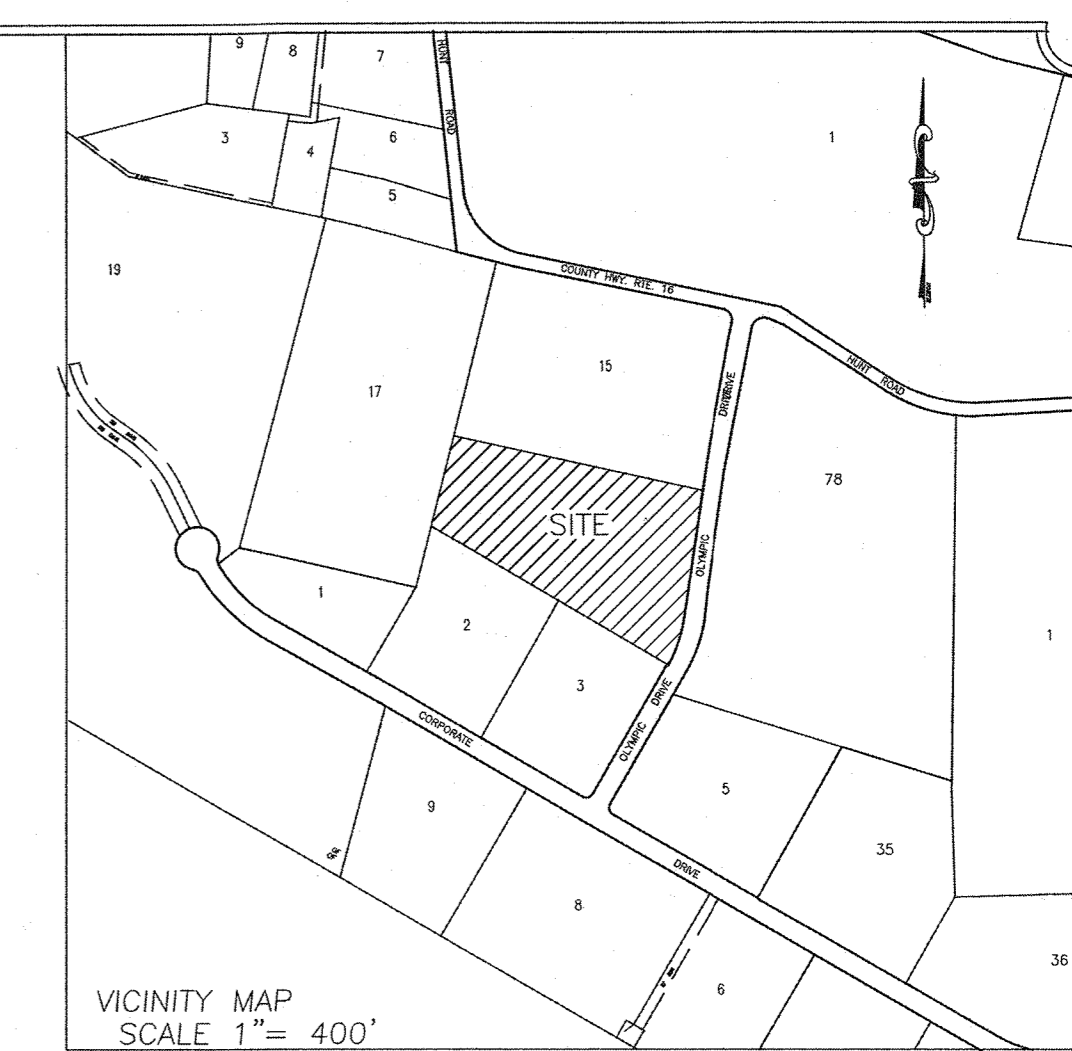 9
8
7
HUNT ROAD
1
3
4
6
5
19
COUNTY HWY. RTE. 16
15
17
HUNT ROAD
DRIVE
78
SITE
OLYMPIC
1
2
1
3
OLYMPIC DRIVE
CORPORATE
5
9
35
DRIVE
8
36
6
VICINITY MAP
SCALE 1"= 400'